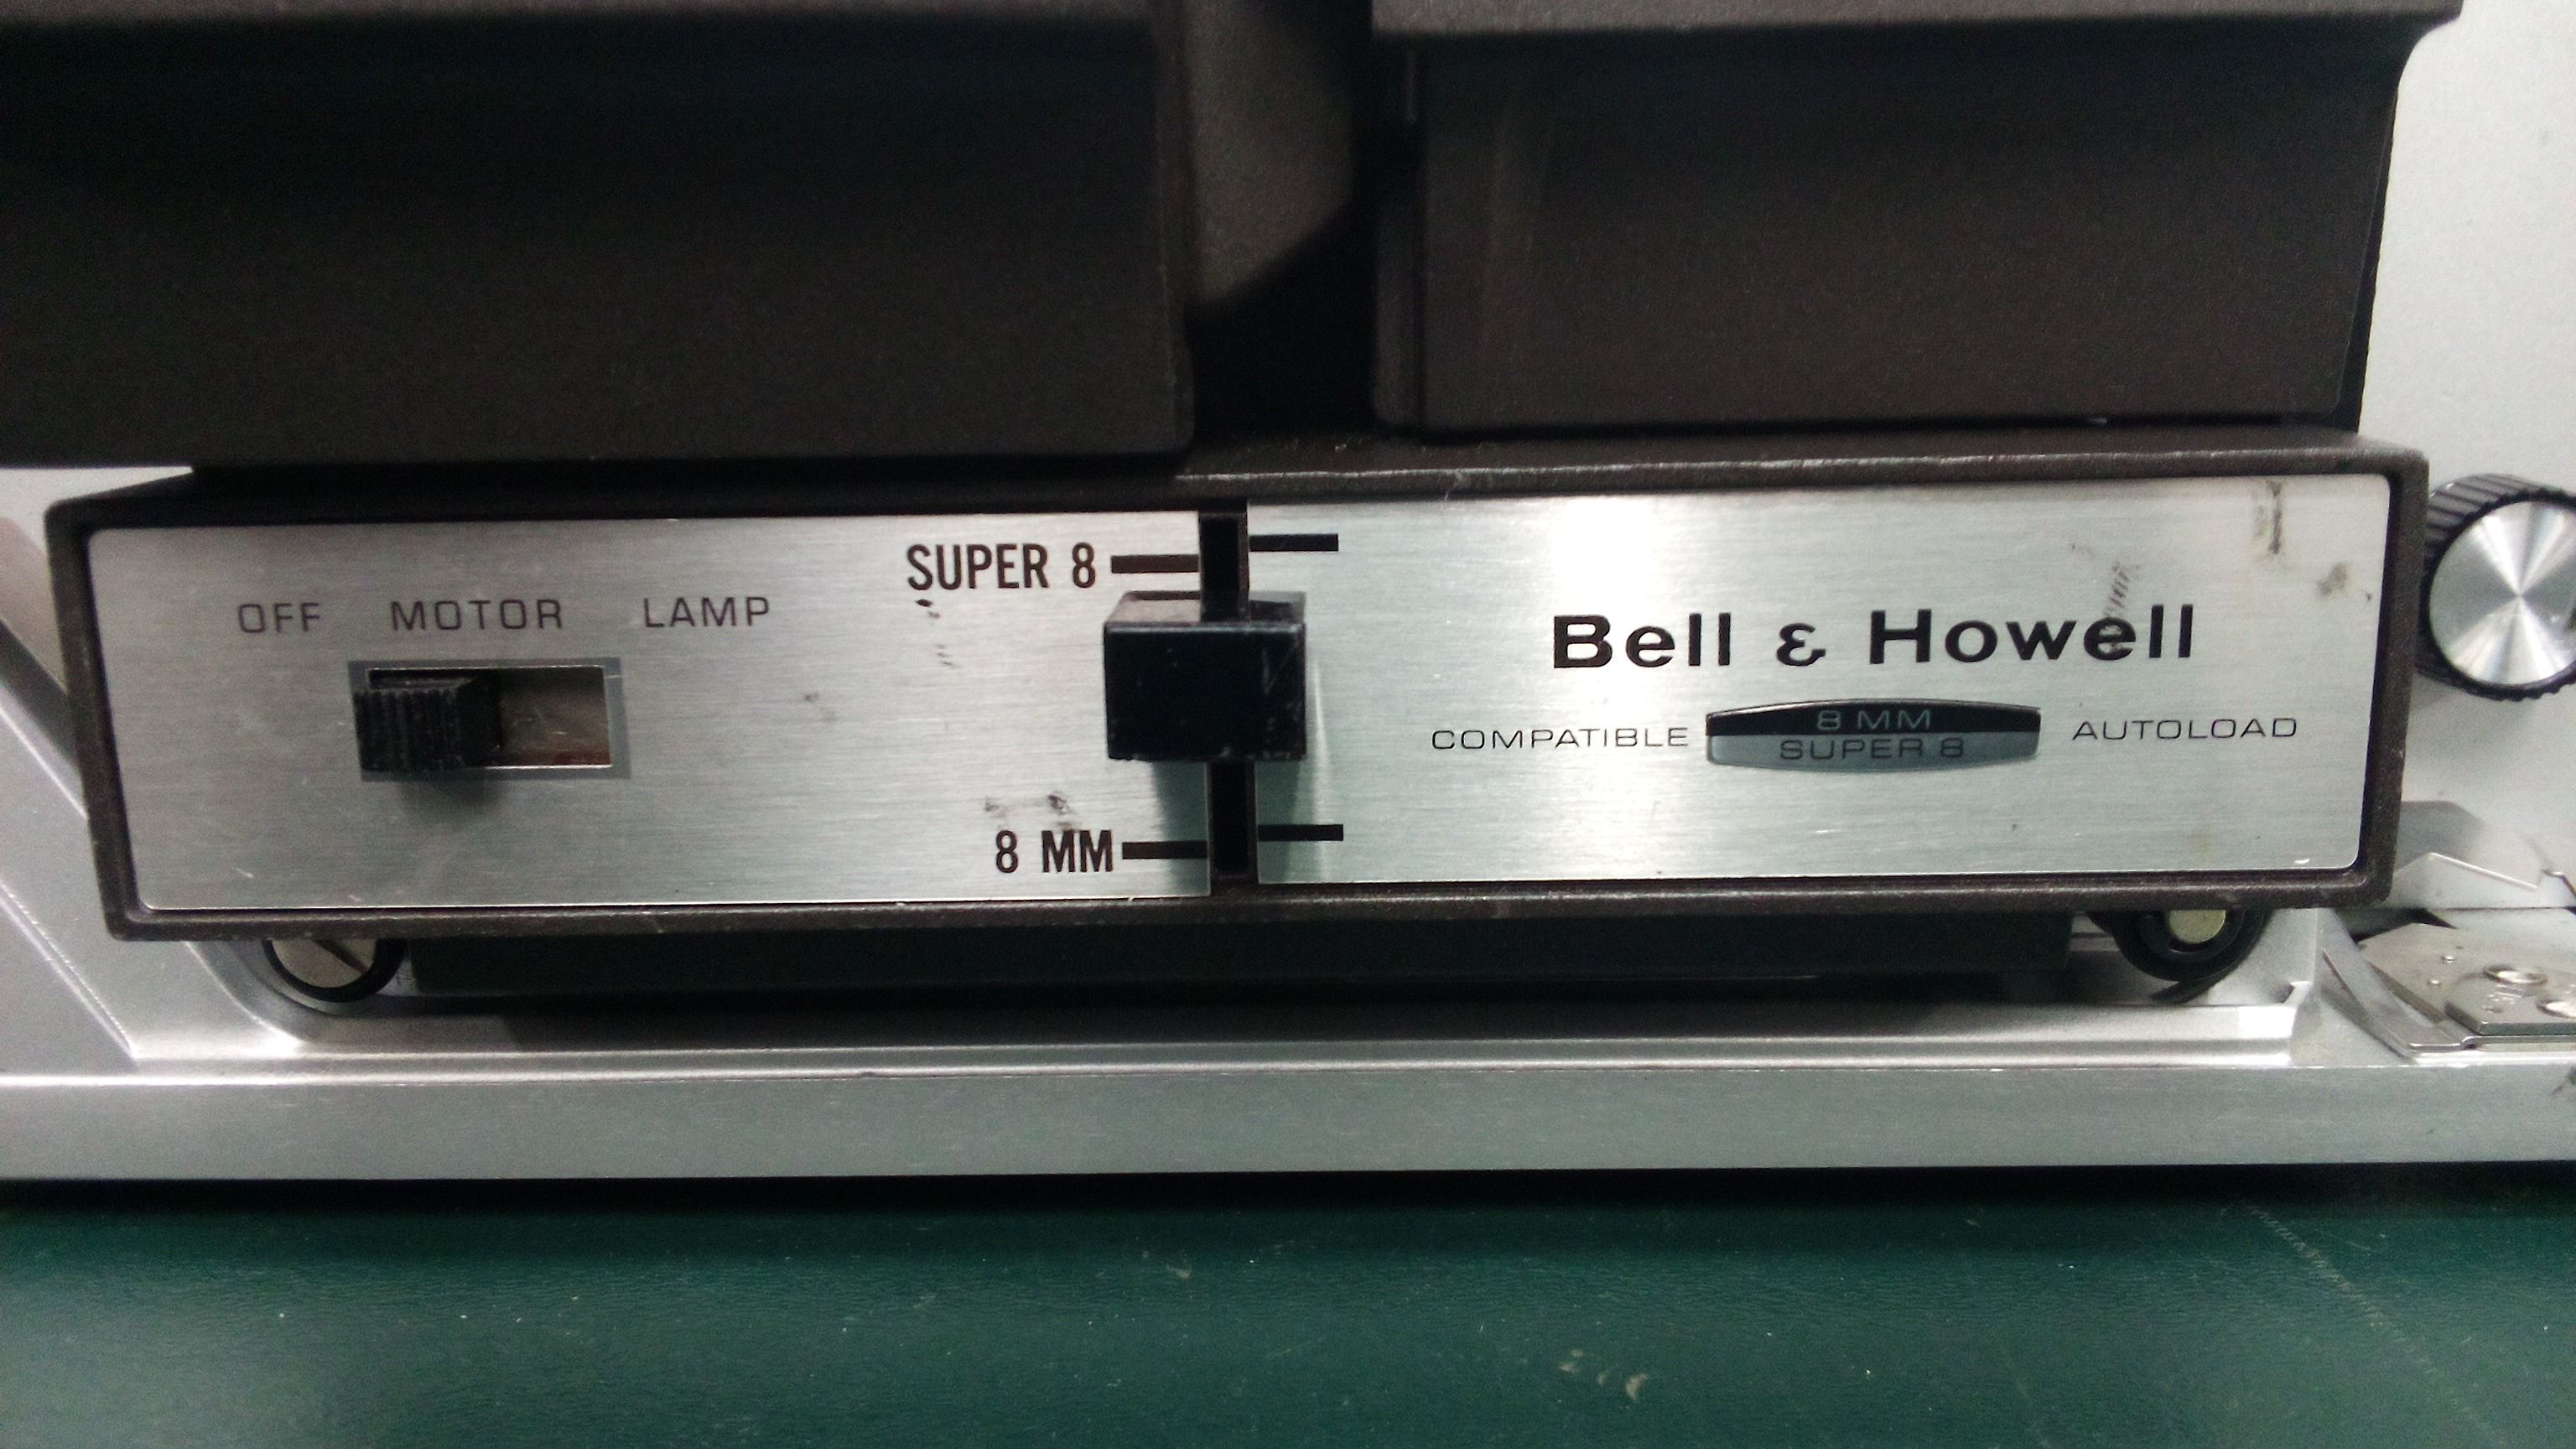 OFF MOTOR LAMP
SUPER 8
8 MM
Bell & Howell
COMPATIBLE 8 MM SUPER 8 AUTOLOAD